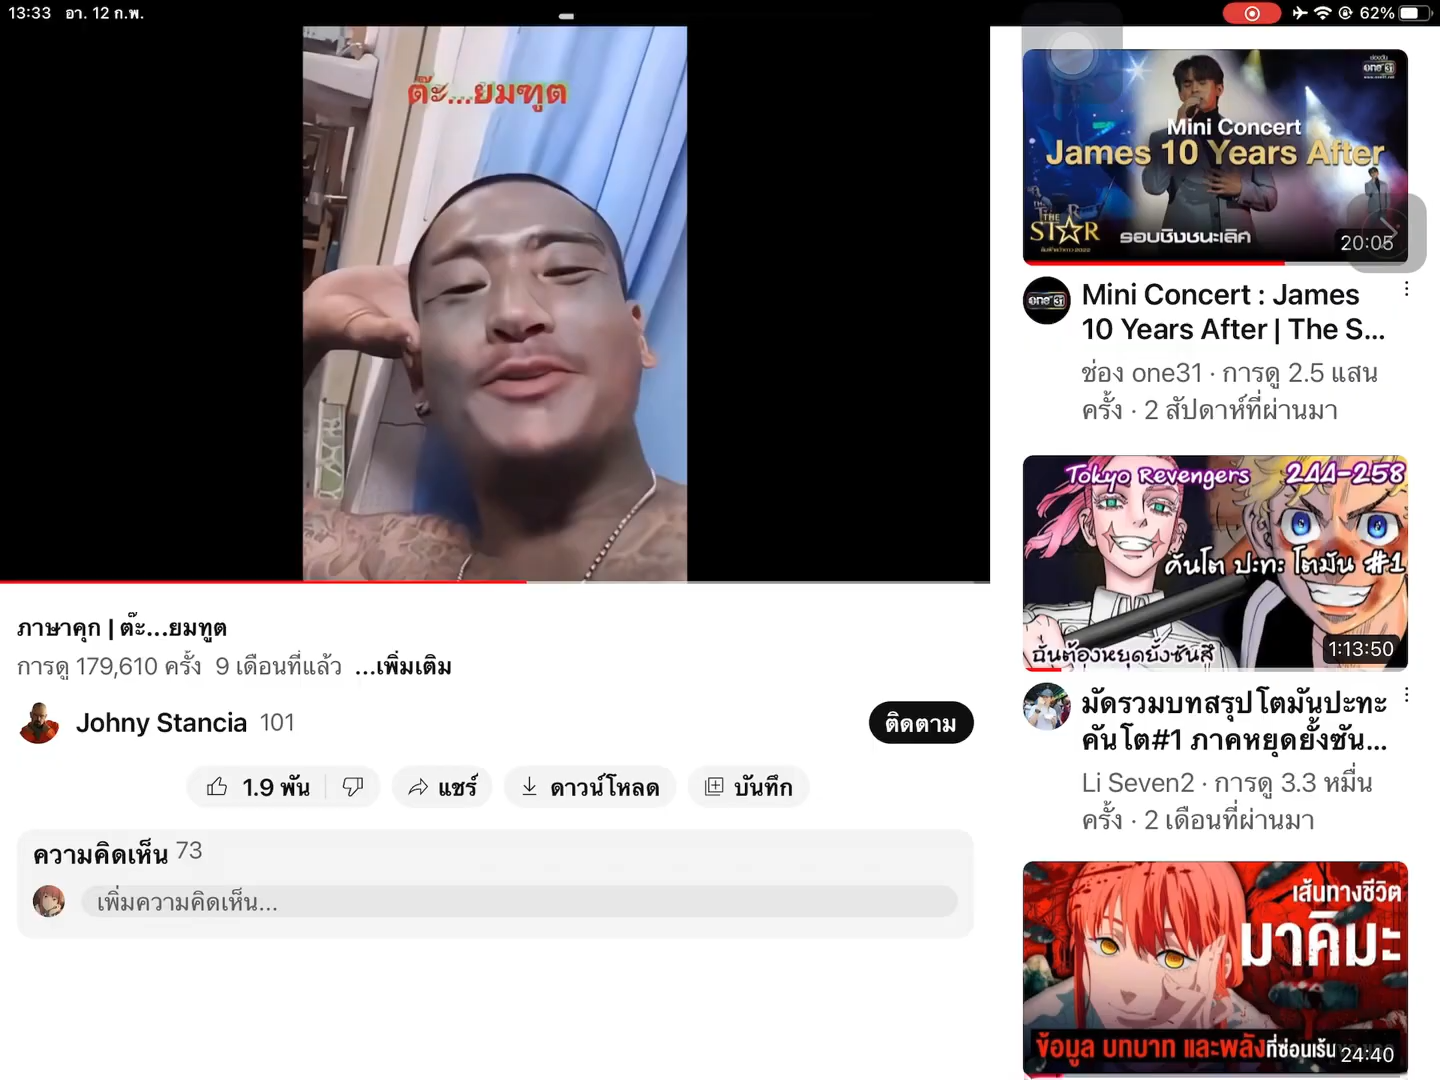 13:33 อา. 12 ก.พ.
62%
ต๊ะ...ยมฑูต
ภาษาคุก | ต๊ะ...ยมทูต
การดู 179,610 ครั้ง 9 เดือนที่แล้ว ...เพิ่มเติม
Johny Stancia 101
ติดตาม
1.9 พัน
แชร์
ดาวน์โหลด
บันทึก
ความคิดเห็น 73
เพิ่มความคิดเห็น...
one 31
Mini Concert
James 10 Years After
THE
STAR
รอบชิงชนะเลิศ
20:05
one 31
Mini Concert : James
10 Years After | The S...
ช่อง one31 · การดู 2.5 แสน
ครั้ง · 2 สัปดาห์ที่ผ่านมา
Tokyo Revengers 244-258
คันโต ปะทะ โตมัน #1
ฉันต้องหยุดยั้งซันสึ
1:13:50
มัดรวมบทสรุปโตมันปะทะ
คันโต#1 ภาคหยุดยั้งซัน...
Li Seven2 · การดู 3.3 หมื่น
ครั้ง · 2 เดือนที่ผ่านมา
เส้นทางชีวิต
มาคิมะ
ข้อมูล บทบาท และพลังที่ซ่อนเร้น
24:40